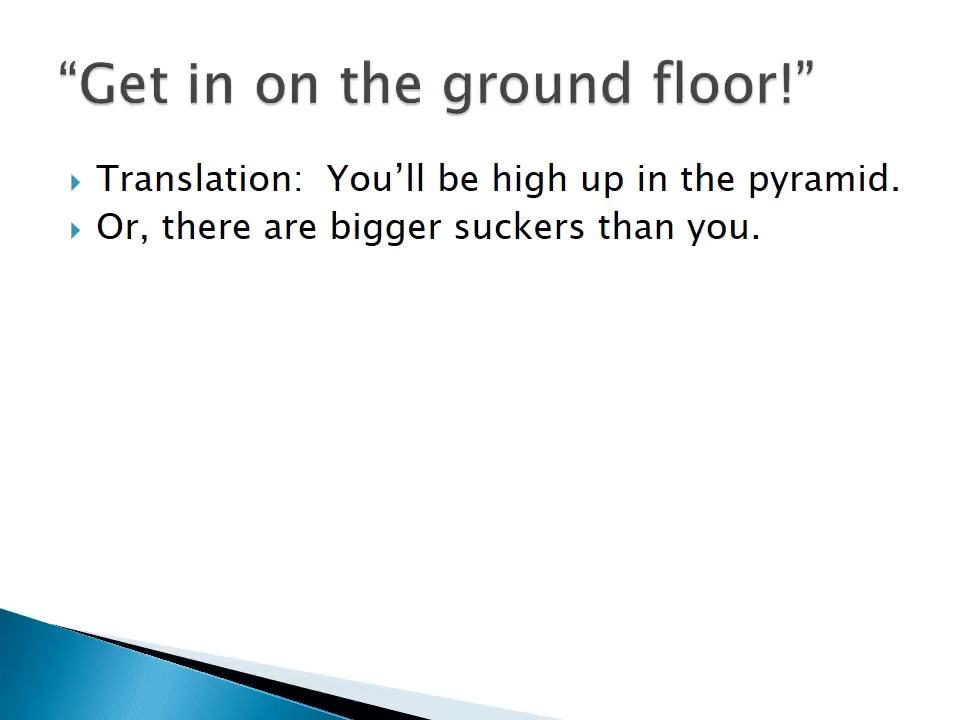 “Get in on the ground floor!”
Translation:  You’ll be high up in the pyramid.
Or, there are bigger suckers than you.